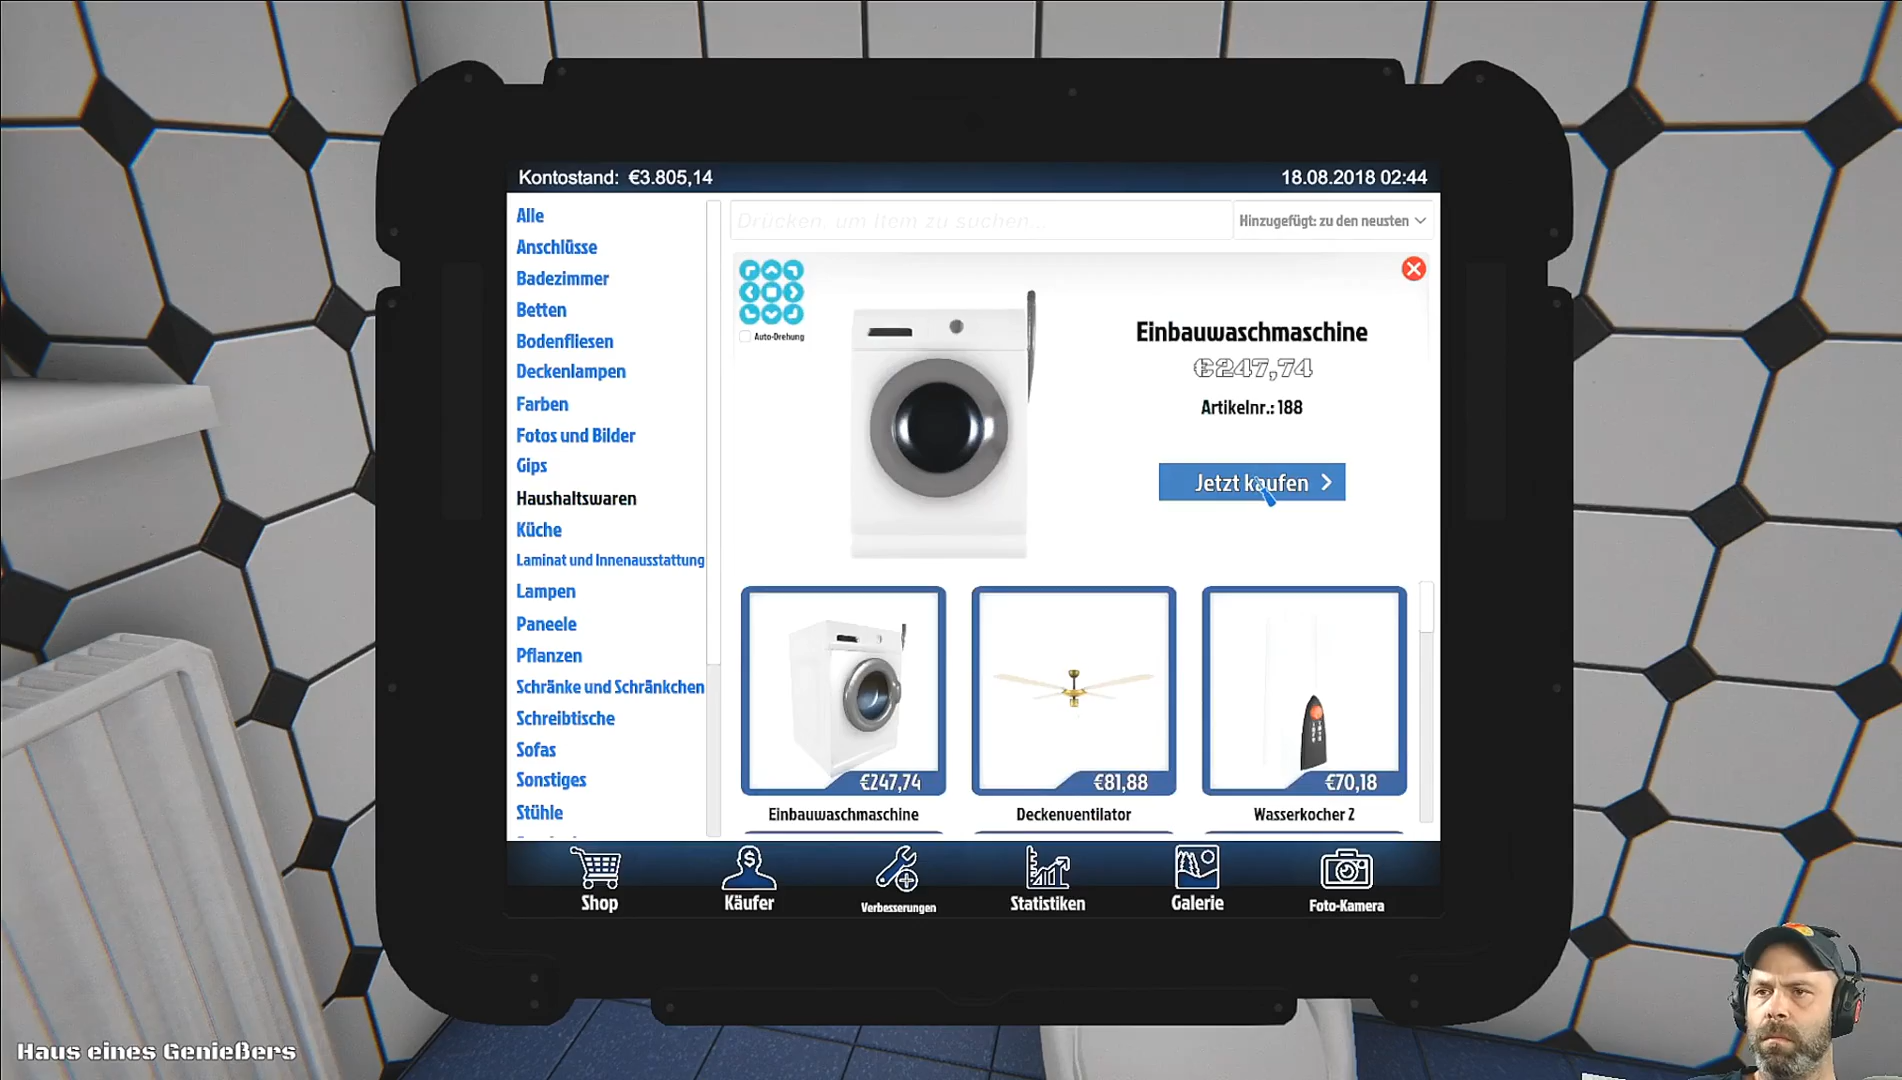 Kontostand: €3.805,14
18.08.2018 02:44
Alle
Anschlüsse
Badezimmer
Betten
Bodenfliesen
Deckenlampen
Farben
Fotos und Bilder
Gips
Haushaltswaren
Küche
Laminat und Innenausstattung
Lampen
Paneele
Pflanzen
Schränke und Schränkchen
Schreibtische
Sofas
Sonstiges
Stühle
Drücken, um Item zu suchen...
Hinzugefügt: zu den neusten
Auto-Drehung
Einbauwaschmaschine
€247,74
Artikelnr.: 188
Jetzt kaufen
€247,74
Einbauwaschmaschine
€81,88
Deckenventilator
€70,18
Wasserkocher 2
Shop
Käufer
Verbesserungen
Statistiken
Galerie
Foto-Kamera
Haus eines Genießers